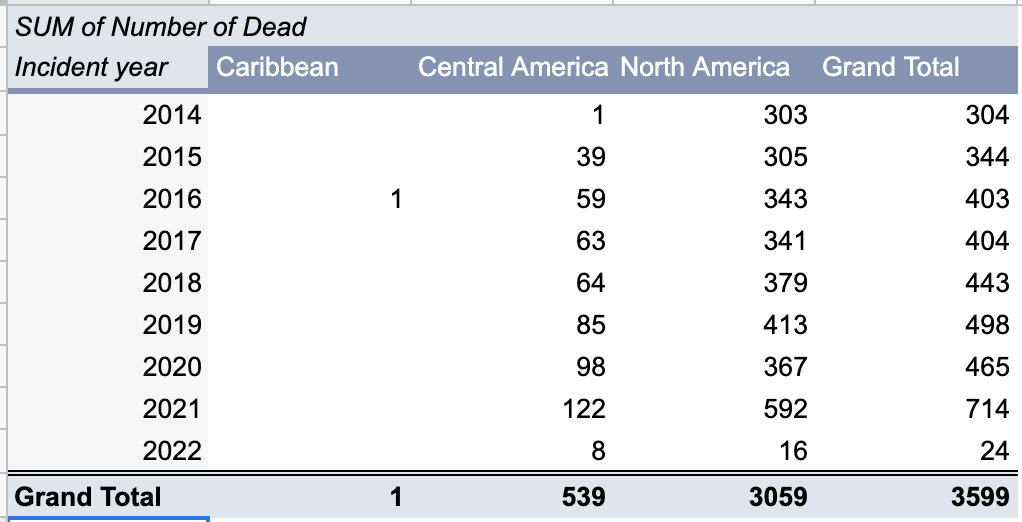 SUM of Number of Dead
Incident year Caribbean Central America North America Grand Total
2014 1 303 304
2015 39 305 344
2016 1 59 343 403
2017 63 341 404
2018 64 379 443
2019 85 413 498
2020 98 367 465
2021 122 592 714
2022 8 16 24
Grand Total 1 539 3059 3599